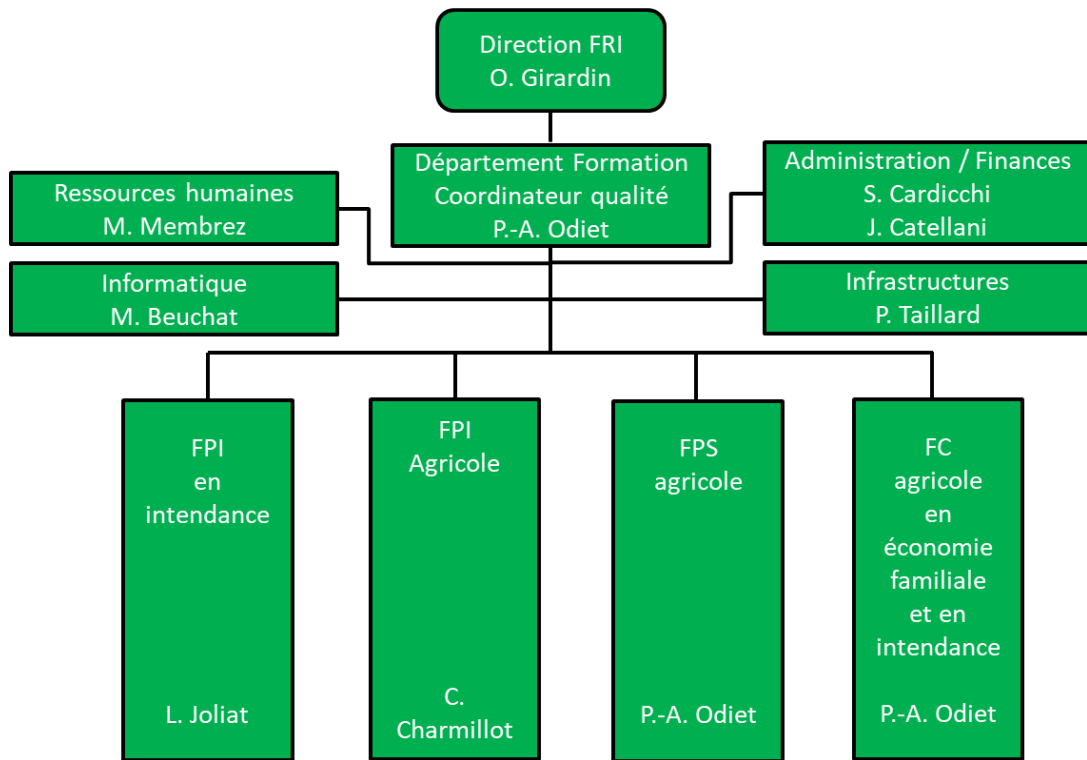 Direction FRI
O. Girardin
Département Formation
Coordinateur qualité
P.-A. Odiet
Ressources humaines
M. Membrez
Administration / Finances
S. Cardicchi
J. Catellani
Informatique
M. Beuchat
Infrastructures
P. Taillard
FPI
en
intendance
L. Joliat
FPI
Agricole
C.
Charmillot
FPS
agricole
P.-A. Odiet
FC
agricole
en
économie
familiale
et en
intendance
P.-A. Odiet